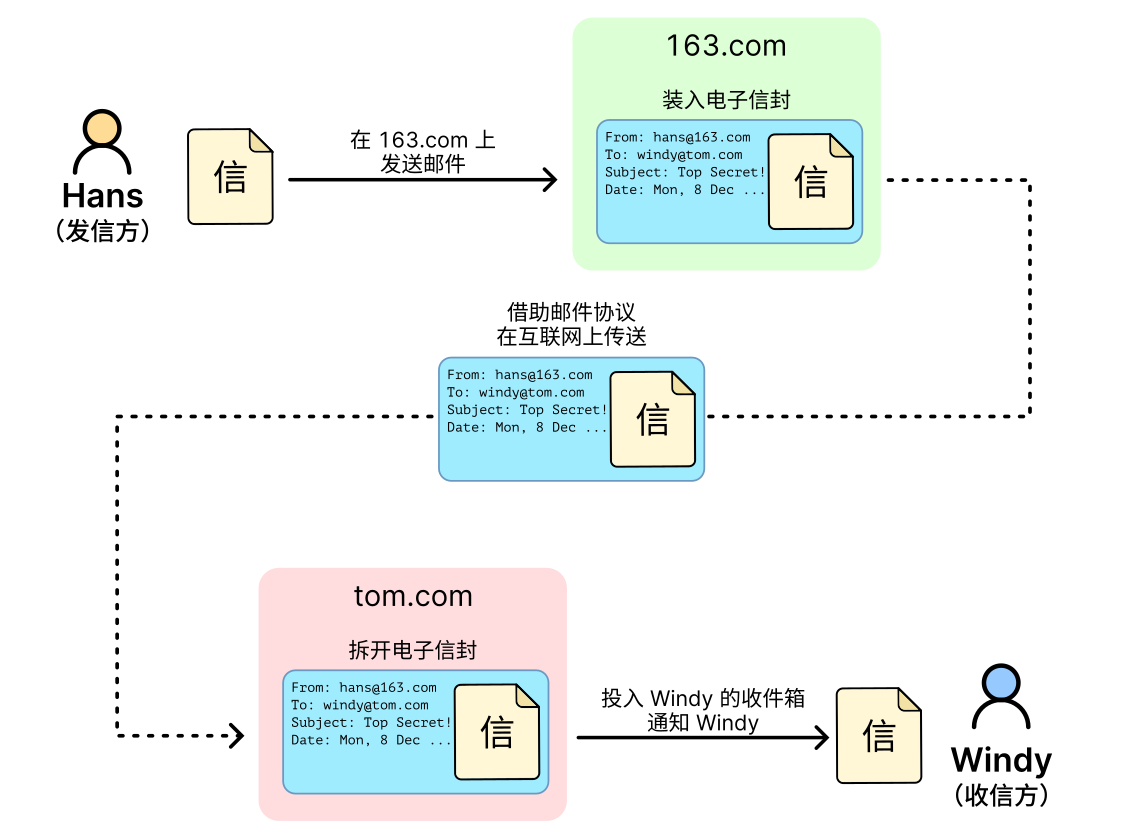 163.com
装入电子信封
Hans
（发信方）
信
在 163.com 上
发送邮件
From: hans@163.com
To: windy@tom.com
Subject: Top Secret!
Date: Mon, 8 Dec ...
信
借助邮件协议
在互联网上传送
From: hans@163.com
To: windy@tom.com
Subject: Top Secret!
Date: Mon, 8 Dec ...
信
tom.com
拆开电子信封
From: hans@163.com
To: windy@tom.com
Subject: Top Secret!
Date: Mon, 8 Dec ...
信
投入 Windy 的收件箱
通知 Windy
信
Windy
（收信方）